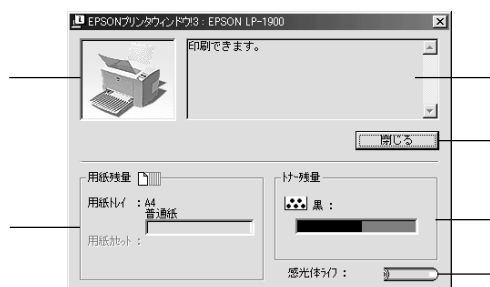 EPSONプリンタウィンドウ!3 : EPSON LP-1900
印刷できます。
閉じる
用紙残量
用紙トレイ : A4
普通紙
用紙カセット :
トナー残量
黒 :
感光体ライフ :